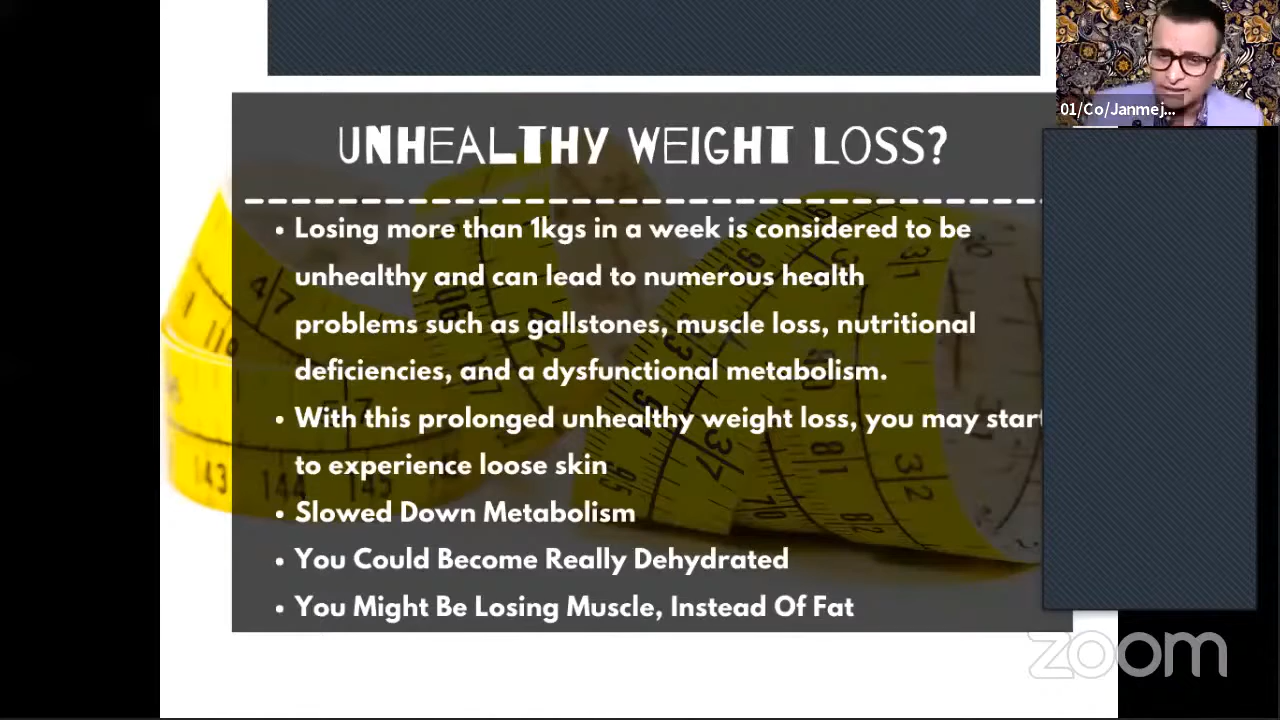 01/Co/Janmej...
UNHEALTHY WEIGHT LOSS?
• Losing more than 1kgs in a week is considered to be
unhealthy and can lead to numerous health
problems such as gallstones, muscle loss, nutritional
deficiencies, and a dysfunctional metabolism.
• With this prolonged unhealthy weight loss, you may start
to experience loose skin
• Slowed Down Metabolism
• You Could Become Really Dehydrated
• You Might Be Losing Muscle, Instead Of Fat
zoom